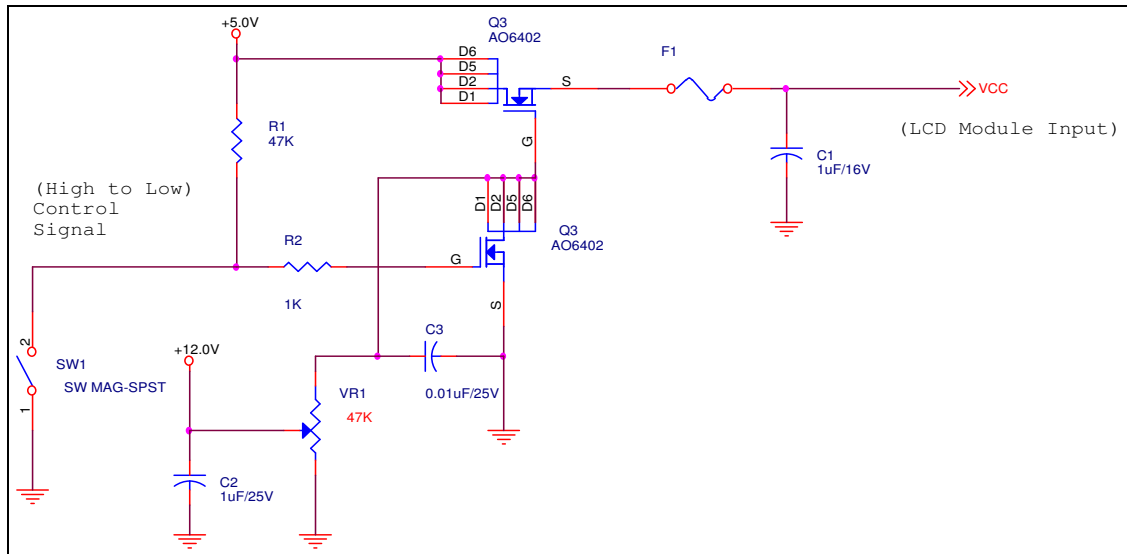 +5.0V
Q3
AO6402
D6
D5
D2
D1
S
G
F1
VCC
(LCD Module Input)
R1
47K
C1
1uF/16V
(High to Low)
Control
Signal
D1
D2
D5
D6
Q3
AO6402
R2
1K
G
S
C3
0.01uF/25V
+12.0V
2
SW1
SW MAG-SPST
1
VR1
47K
C2
1uF/25V